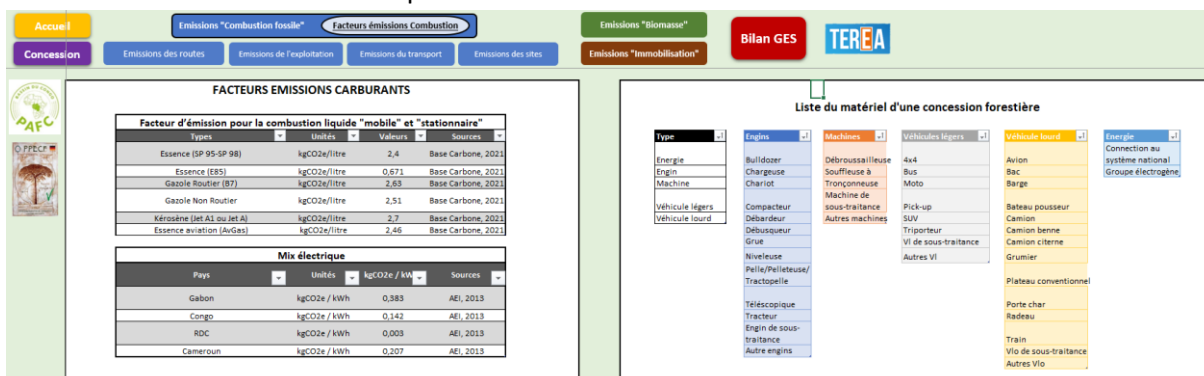 Accueil
Emissions "Combustion fossile"
Facteurs émissions Combustion
Emissions "Biomasse"
Bilan GES
TEREA
Concession
Emissions des routes
Emissions de l'exploitation
Emissions du transport
Emissions des sites
Emissions "Immobilisation"
PAFC
PPECF
FACTEURS EMISSIONS CARBURANTS
Facteur d'émission pour la combustion liquide "mobile" et "stationnaire"
Types Unités Valeurs Sources
Essence (SP 95-SP 98) kgCO2e/litre 2,4 Base Carbone, 2021
Essence (E85) kgCO2e/litre 0,671 Base Carbone, 2021
Gazole Routier (B7) kgCO2e/litre 2,63 Base Carbone, 2021
Gazole Non Routier kgCO2e/litre 2,51 Base Carbone, 2021
Kérosène (Jet A1 ou Jet A) kgCO2e/litre 2,7 Base Carbone, 2021
Essence aviation (AvGas) kgCO2e/litre 2,46 Base Carbone, 2021
Mix électrique
Pays Unités kgCO2e / kW Sources
Gabon kgCO2e / kWh 0,383 AEI, 2013
Congo kgCO2e / kWh 0,142 AEI, 2013
RDC kgCO2e / kWh 0,003 AEI, 2013
Cameroun kgCO2e / kWh 0,207 AEI, 2013
Liste du matériel d'une concession forestière
Type
Energie
Engin
Machine
Véhicule légers
Véhicule lourd
Engins
Bulldozer
Chargeuse
Chariot
Compacteur
Débardeur
Débusqueur
Grue
Niveleuse
Pelle/Pelleteuse/
Tractopelle
Téléscopique
Tracteur
Engin de sous-
traitance
Autre engins
Machines
Débroussailleuse
Souffleuse à
Tronçonneuse
Machine de
sous-traitance
Autres machines
Véhicules légers
4x4
Bus
Moto
Pick-up
SUV
Triporteur
Vl de sous-traitance
Autres Vl
Véhicule lourd
Avion
Bac
Barge
Bateau pousseur
Camion
Camion benne
Camion citerne
Grumier
Plateau conventionnel
Porte char
Radeau
Train
Vlo de sous-traitance
Autres Vlo
Energie
Connection au
système national
Groupe électrogène